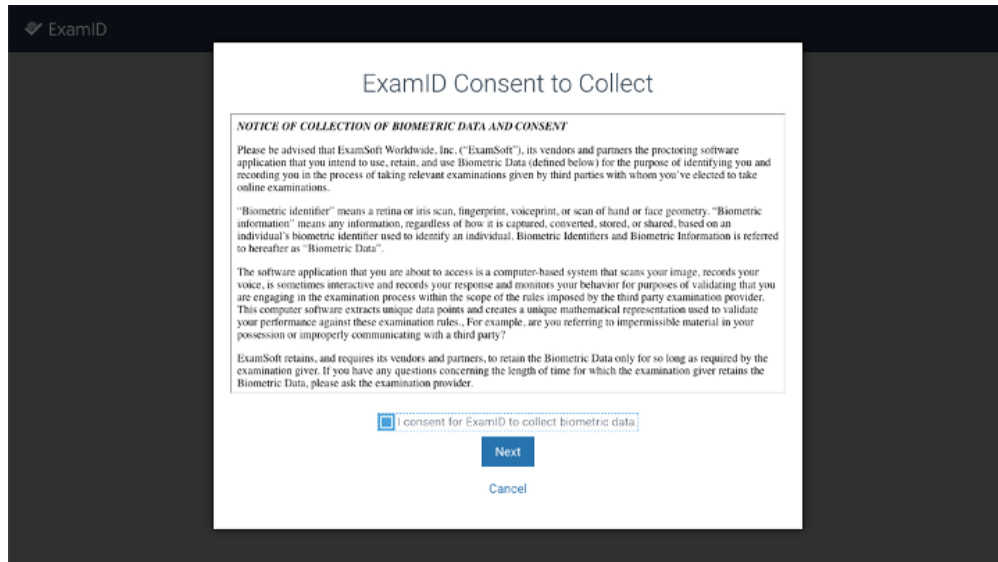 ExamID
ExamID Consent to Collect
NOTICE OF COLLECTION OF BIOMETRIC DATA AND CONSENT
Please be advised that ExamSoft Worldwide, Inc. (“ExamSoft”), its vendors and partners the proctoring software
application that you intend to use, retain, and use Biometric Data (defined below) for the purpose of identifying you and
recording you in the process of taking relevant examinations given by third parties with whom you’ve elected to take
online examinations.
“Biometric identifier” means a retina or iris scan, fingerprint, voiceprint, or scan of hand or face geometry. “Biometric
information” means any information, regardless of how it is captured, converted, stored, or shared, based on an
individual’s biometric identifier used to identify an individual. Biometric Identifiers and Biometric Information is referred
to hereafter as “Biometric Data”.
The software application that you are about to access is a computer-based system that scans your image, records your
voice, is sometimes interactive and records your response and monitors your behavior for purposes of validating that you
are engaging in the examination process within the scope of the rules imposed by the third party examination provider.
This computer software extracts unique data points and creates a unique mathematical representation used to validate
your performance against these examination rules., For example, are you referring to impermissible material in your
possession or improperly communicating with a third party?
ExamSoft retains, and requires its vendors and partners, to retain the Biometric Data only for so long as required by the
examination giver. If you have any questions concerning the length of time for which the examination giver retains the
Biometric Data, please ask the examination provider.
I consent for ExamID to collect biometric data.
Next
Cancel